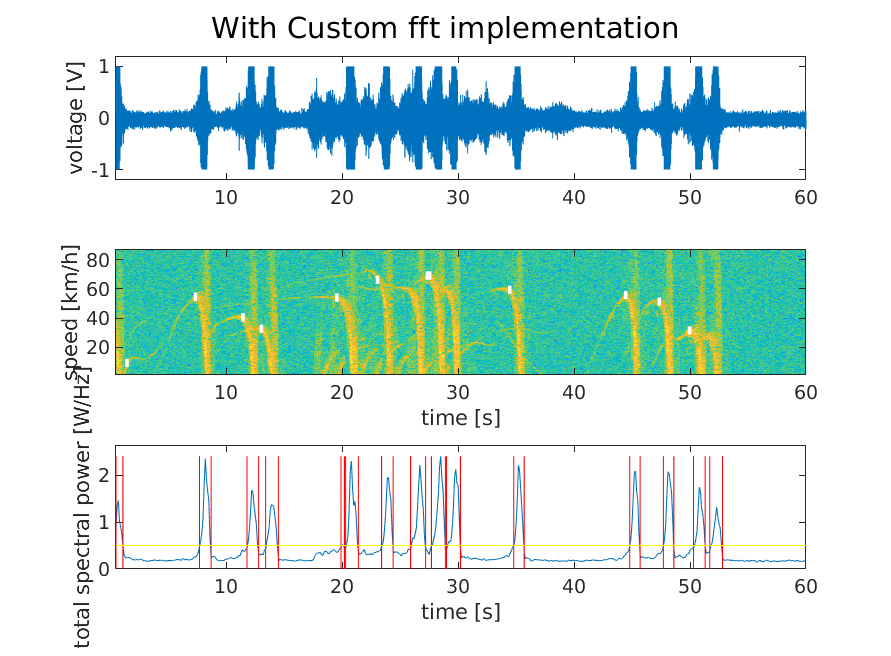 With Custom fft implementation
voltage [V]
1
0
-1
10 20 30 40 50 60
speed [km/h]
80
60
40
20
10 20 30 40 50 60
time [s]
total spectral power [W/Hz]
2
1
0
10 20 30 40 50 60
time [s]